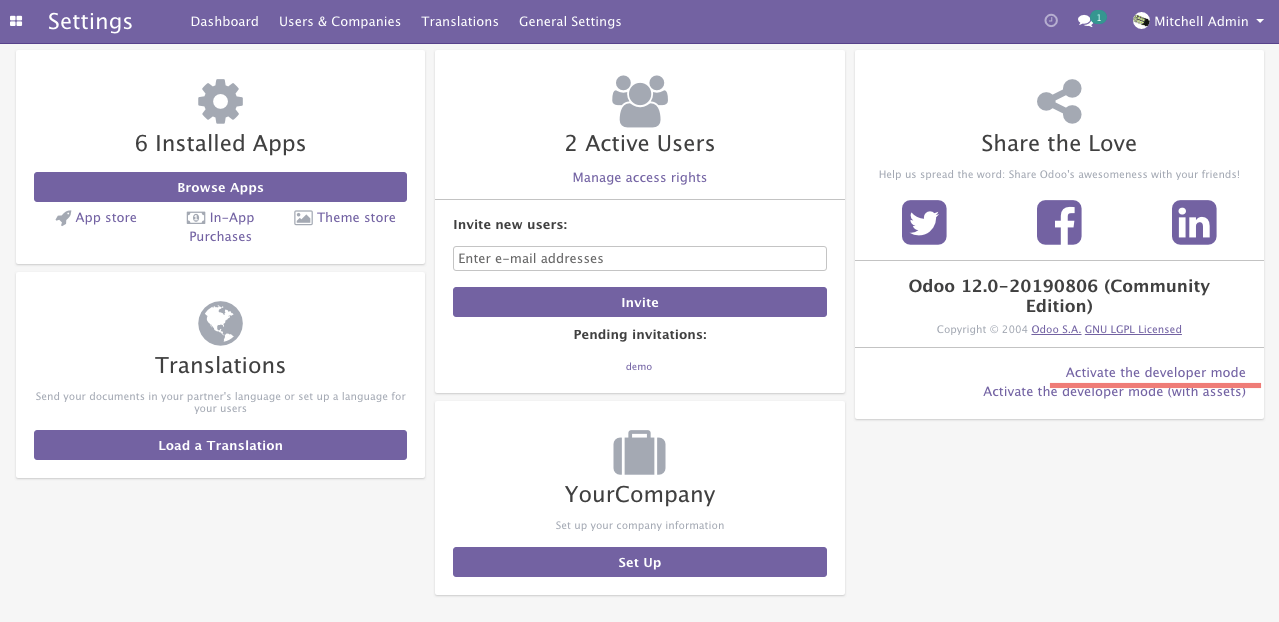 Settings
Dashboard
Users & Companies
Translations
General Settings
1
Mitchell Admin
6 Installed Apps
Browse Apps
App store
In-App
Purchases
Theme store
Translations
Send your documents in your partner's language or set up a language for
your users
Load a Translation
2 Active Users
Manage access rights
Invite new users:
Enter e-mail addresses
Invite
Pending invitations:
demo
YourCompany
Set up your company information
Set Up
Share the Love
Help us spread the word: Share Odoo's awesomeness with your friends!
Odoo 12.0-20190806 (Community
Edition)
Copyright © 2004 Odoo S.A. GNU LGPL Licensed
Activate the developer mode
Activate the developer mode (with assets)